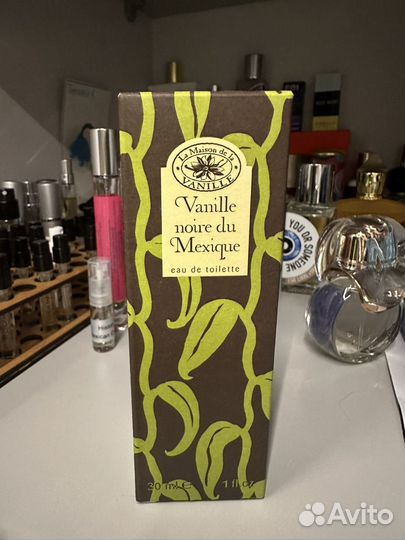 La Maison de la
VANILLE
Vanille
noire du
Mexique
eau de toilette
30 ml e 1 fl oz
YOU OR SOMEONE
Avito